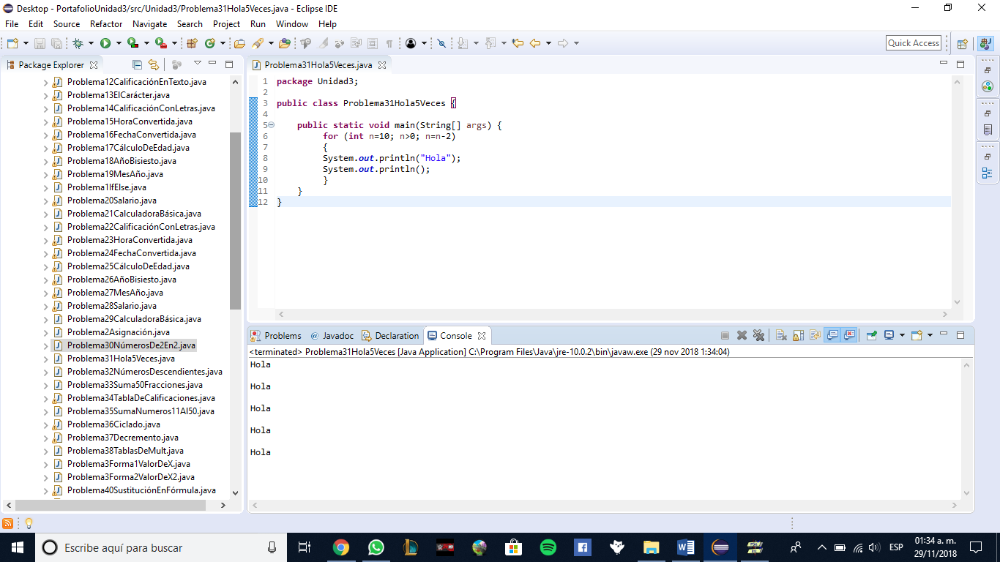 Desktop - PortafolioUnidad3/src/Unidad3/Problema31Hola5Veces.java - Eclipse IDE
File Edit Source Refactor Navigate Search Project Run Window Help
Quick Access
Package Explorer
Problema12CalificaciónEnTexto.java
Problema13ElCarácter.java
Problema14CalificaciónConLetras.java
Problema15HoraConvertida.java
Problema16FechaConvertida.java
Problema17CálculoDeEdad.java
Problema18AñoBisiesto.java
Problema19MesAño.java
Problema1IfElse.java
Problema20Salario.java
Problema21CalculadoraBásica.java
Problema22CalificaciónConLetras.java
Problema23HoraConvertida.java
Problema24FechaConvertida.java
Problema25CálculoDeEdad.java
Problema26AñoBisiesto.java
Problema27MesAño.java
Problema28Salario.java
Problema29CalculadoraBásica.java
Problema2Asignación.java
Problema30NúmerosDe2En2.java
Problema31Hola5Veces.java
Problema32NúmerosDescendientes.java
Problema33Suma50Fracciones.java
Problema34TablaDeCalificaciones.java
Problema35SumaNumeros11Al50.java
Problema36Ciclado.java
Problema37Decremento.java
Problema38TablasDeMult.java
Problema3Forma1ValorDeX.java
Problema3Forma2ValorDeX2.java
Problema40SustituciónEnFórmula.java
Problema31Hola5Veces.java
1 package Unidad3;
2
3 public class Problema31Hola5Veces {
4
5 public static void main(String[] args) {
6 for (int n=10; n>0; n=n-2)
7 {
8 System.out.println("Hola");
9 System.out.println();
10 }
11 }
12 }
Problems @ Javadoc Declaration Console
<terminated> Problema31Hola5Veces [Java Application] C:\Program Files\Java\jre-10.0.2\bin\javaw.exe (29 nov 2018 1:34:04)
Hola
Hola
Hola
Hola
Hola
Escribe aquí para buscar
ESP
01:34 a. m.
29/11/2018